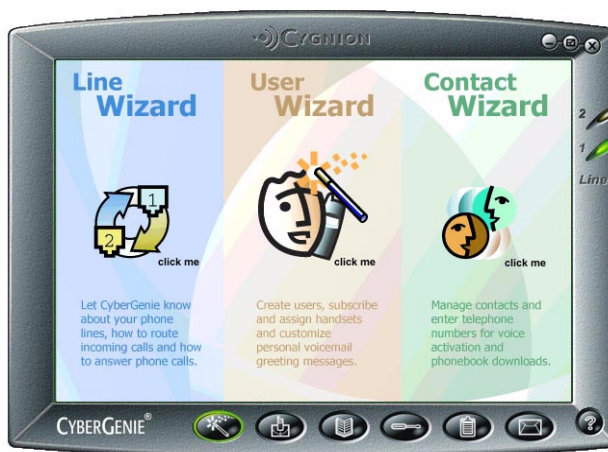 CYGNION
Line
Wizard
User
Wizard
Contact
Wizard
2
1
Line
1
2
click me
click me
click me
Let CyberGenie know
about your phone
lines, how to route
incoming calls and how
to answer phone calls.
Create users, subscribe
and assign handsets
and customize
personal voicemail
greeting messages.
Manage contacts and
enter telephone
numbers for voice
activation and
phonebook downloads.
CYBERGENIE®
?